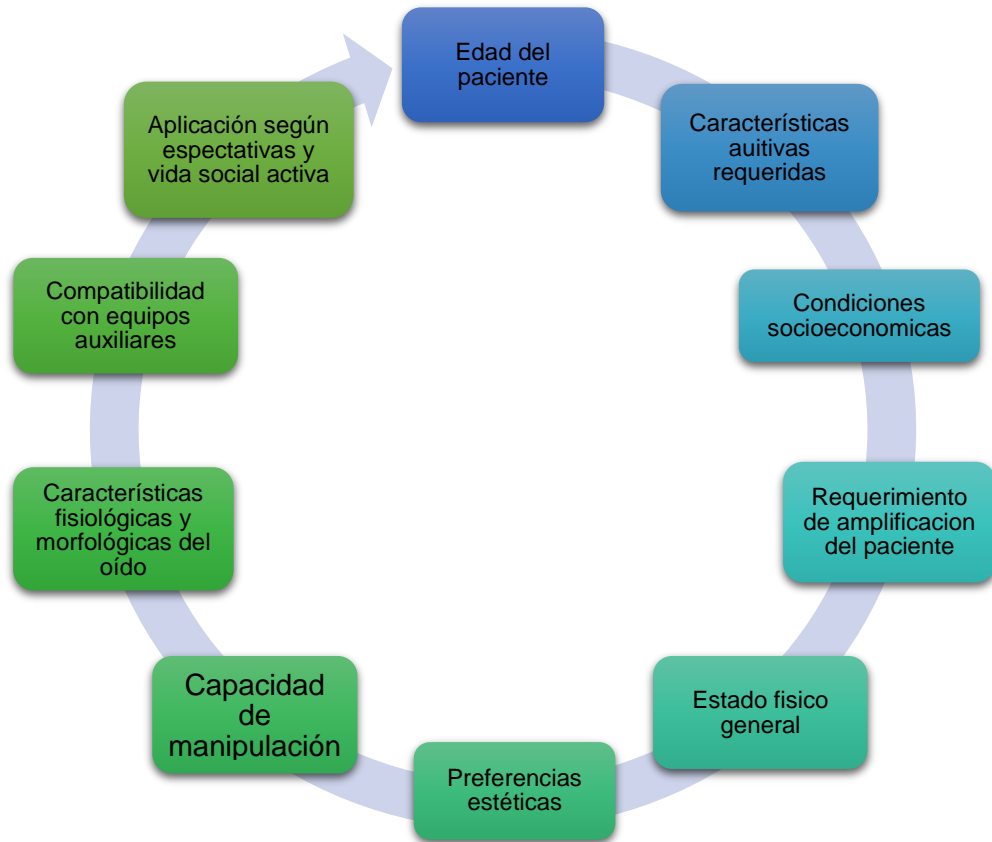 Edad del
paciente
Características
auitivas
requeridas
Condiciones
socioeconomicas
Requerimiento
de amplificacion
del paciente
Estado fisico
general
Preferencias
estéticas
Capacidad
de
manipulación
Características
fisiológicas y
morfológicas del
oído
Compatibilidad
con equipos
auxiliares
Aplicación según
espectativas y
vida social activa